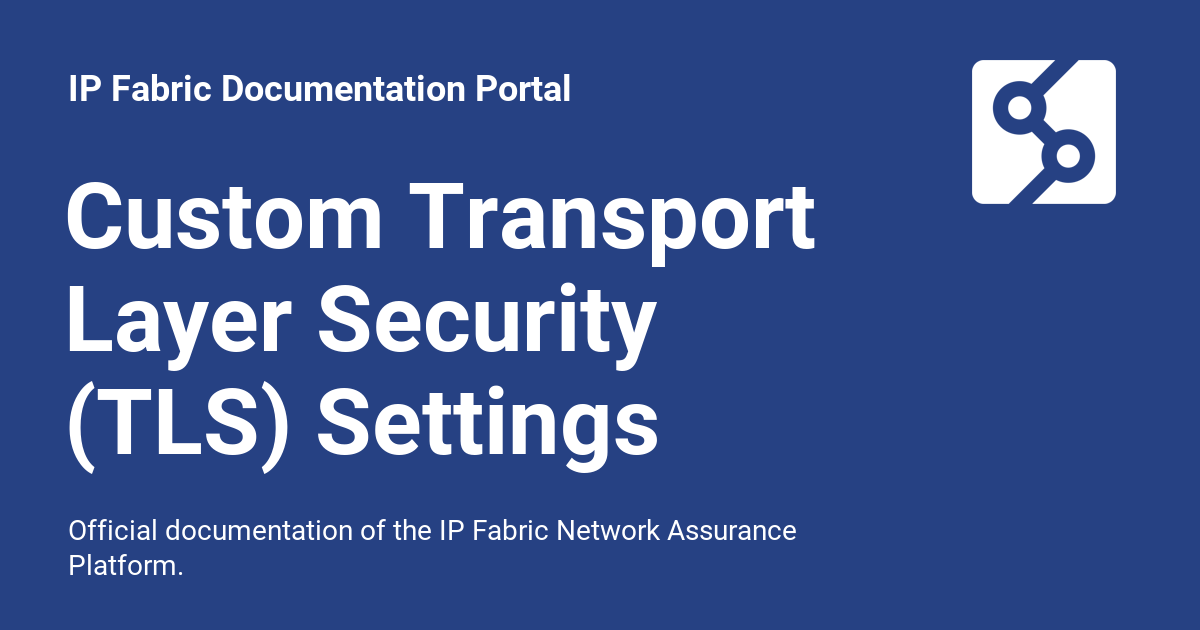 IP Fabric Documentation Portal
Custom Transport
Layer Security
(TLS) Settings
Official documentation of the IP Fabric Network Assurance
Platform.